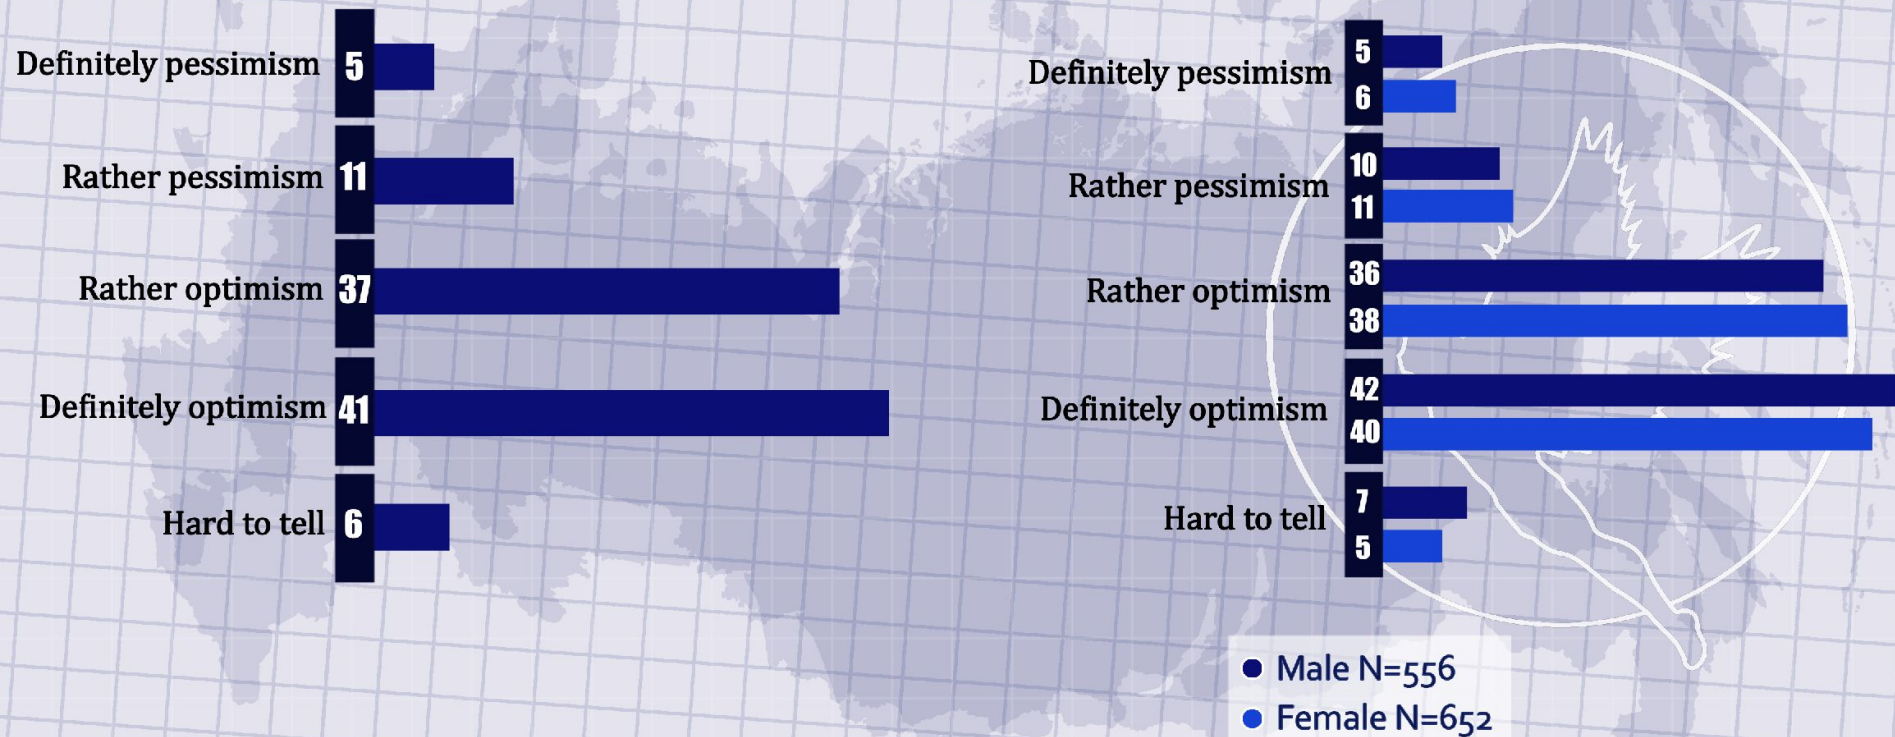 Definitely pessimism 5
Rather pessimism 11
Rather optimism 37
Definitely optimism 41
Hard to tell 6
Definitely pessimism 5
6
Rather pessimism 10
11
Rather optimism 36
38
Definitely optimism 42
40
Hard to tell 7
5
Male N=556
Female N=652